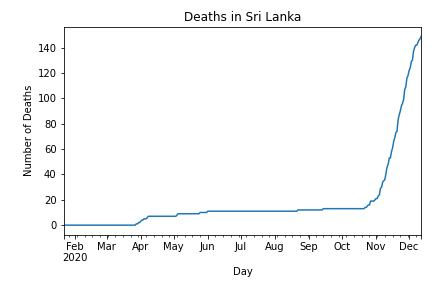 Deaths in Sri Lanka
Number of Deaths
140
120
100
80
60
40
20
0
Feb Mar Apr May Jun Jul Aug Sep Oct Nov Dec
2020
Day